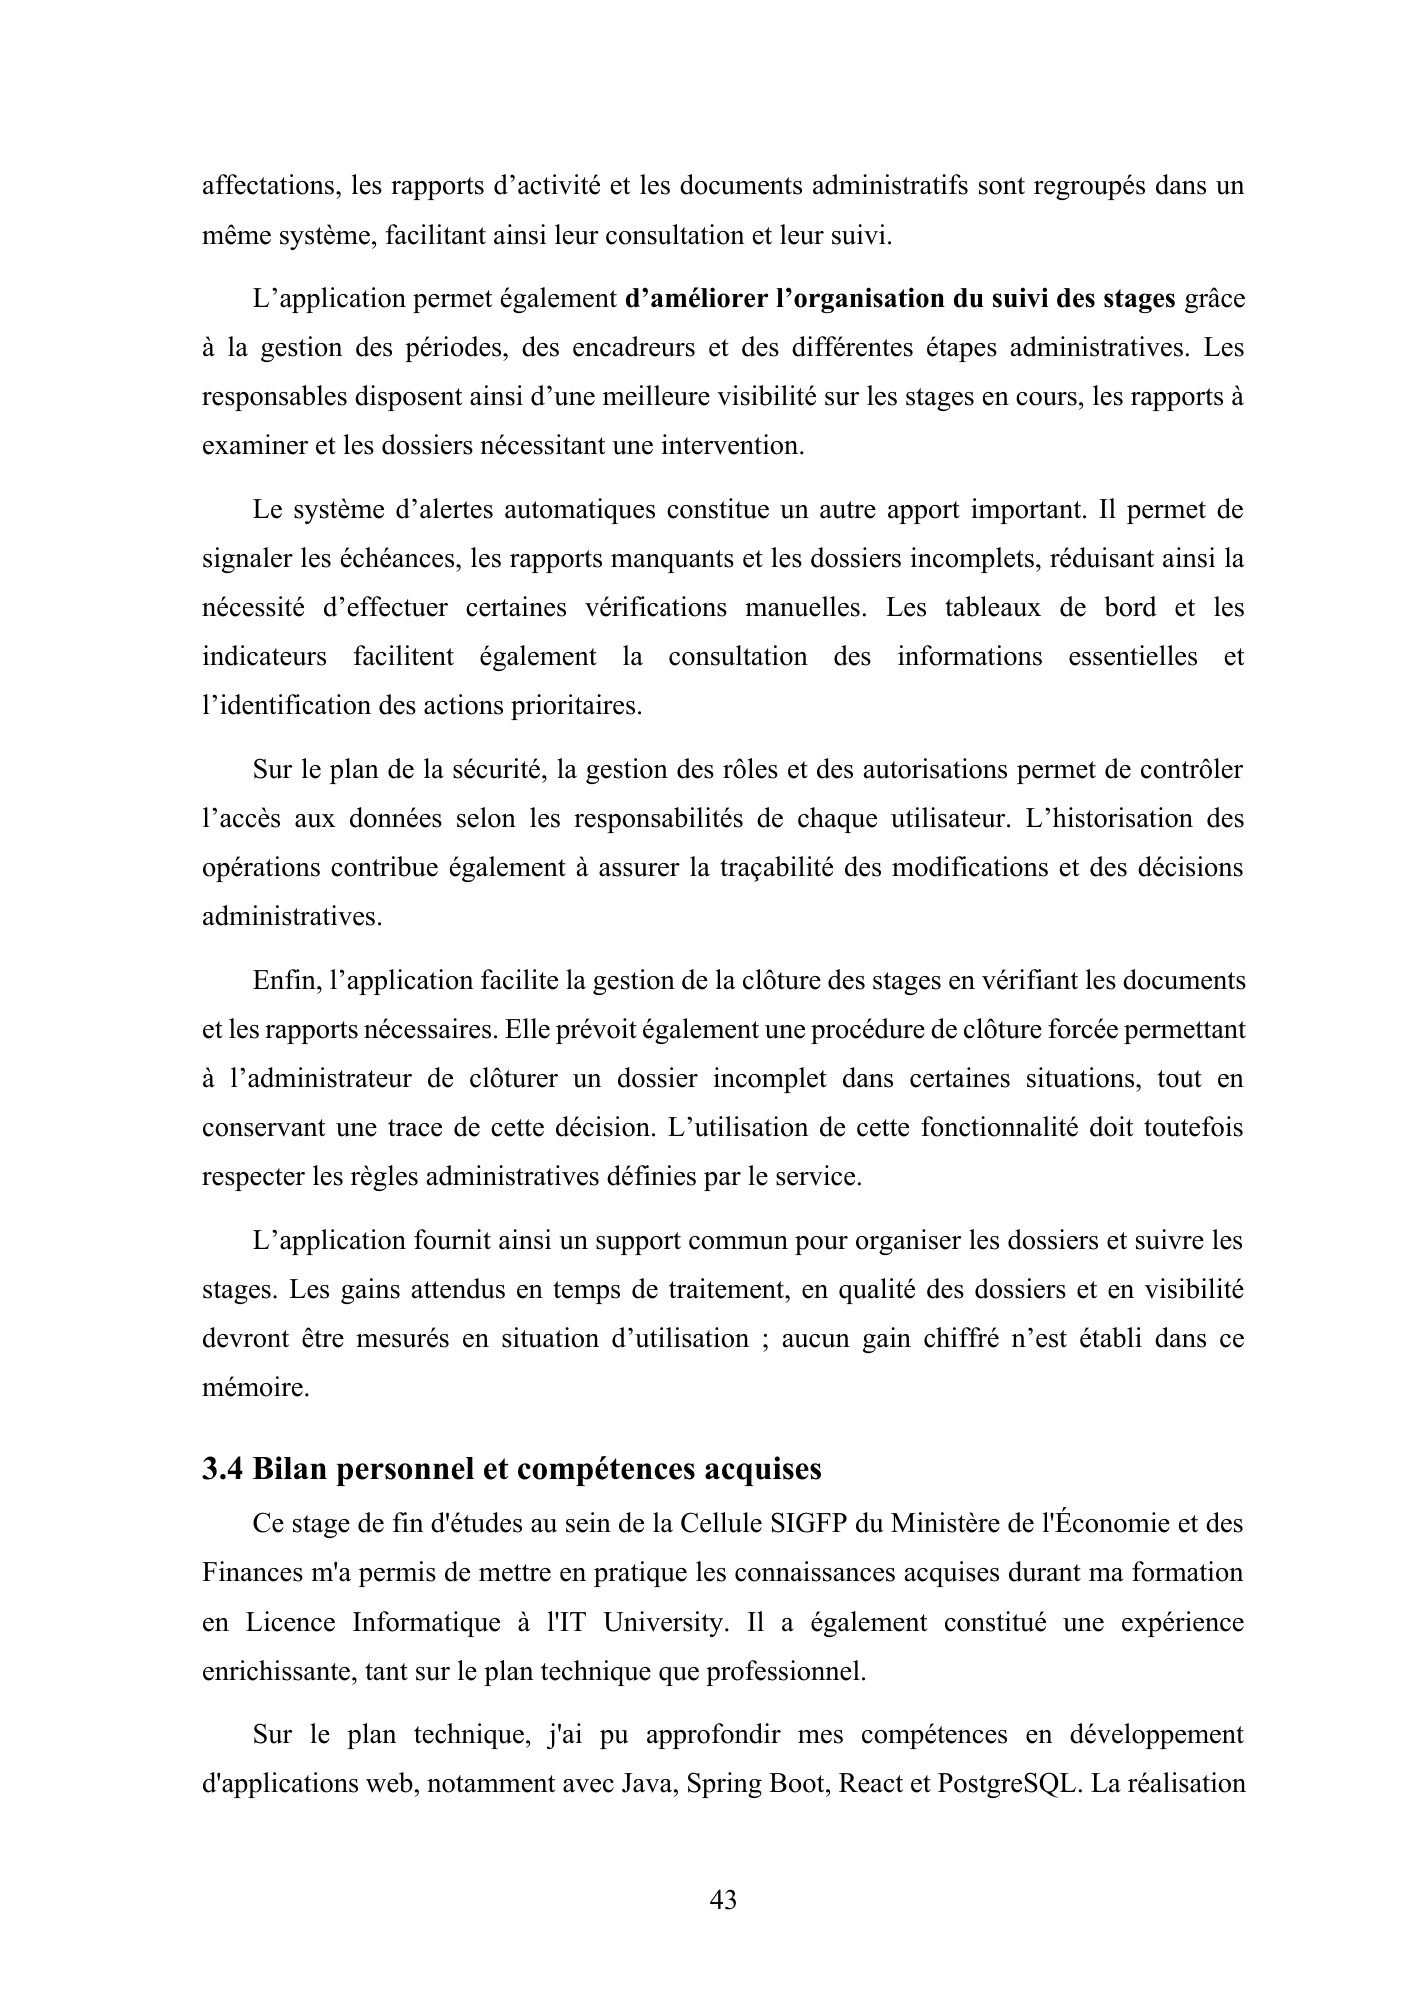 affectations, les rapports d’activité et les documents administratifs sont regroupés dans un
même système, facilitant ainsi leur consultation et leur suivi.
L’application permet également d’améliorer l’organisation du suivi des stages grâce
à la gestion des périodes, des encadreurs et des différentes étapes administratives. Les
responsables disposent ainsi d’une meilleure visibilité sur les stages en cours, les rapports à
examiner et les dossiers nécessitant une intervention.
Le système d’alertes automatiques constitue un autre apport important. Il permet de
signaler les échéances, les rapports manquants et les dossiers incomplets, réduisant ainsi la
nécessité d’effectuer certaines vérifications manuelles. Les tableaux de bord et les
indicateurs facilitent également la consultation des informations essentielles et
l’identification des actions prioritaires.
Sur le plan de la sécurité, la gestion des rôles et des autorisations permet de contrôler
l’accès aux données selon les responsabilités de chaque utilisateur. L’historisation des
opérations contribue également à assurer la traçabilité des modifications et des décisions
administratives.
Enfin, l’application facilite la gestion de la clôture des stages en vérifiant les documents
et les rapports nécessaires. Elle prévoit également une procédure de clôture forcée permettant
à l’administrateur de clôturer un dossier incomplet dans certaines situations, tout en
conservant une trace de cette décision. L’utilisation de cette fonctionnalité doit toutefois
respecter les règles administratives définies par le service.
L’application fournit ainsi un support commun pour organiser les dossiers et suivre les
stages. Les gains attendus en temps de traitement, en qualité des dossiers et en visibilité
devront être mesurés en situation d’utilisation ; aucun gain chiffré n’est établi dans ce
mémoire.
3.4 Bilan personnel et compétences acquises
Ce stage de fin d'études au sein de la Cellule SIGFP du Ministère de l'Économie et des
Finances m'a permis de mettre en pratique les connaissances acquises durant ma formation
en Licence Informatique à l'IT University. Il a également constitué une expérience
enrichissante, tant sur le plan technique que professionnel.
Sur le plan technique, j'ai pu approfondir mes compétences en développement
d'applications web, notamment avec Java, Spring Boot, React et PostgreSQL. La réalisation
43